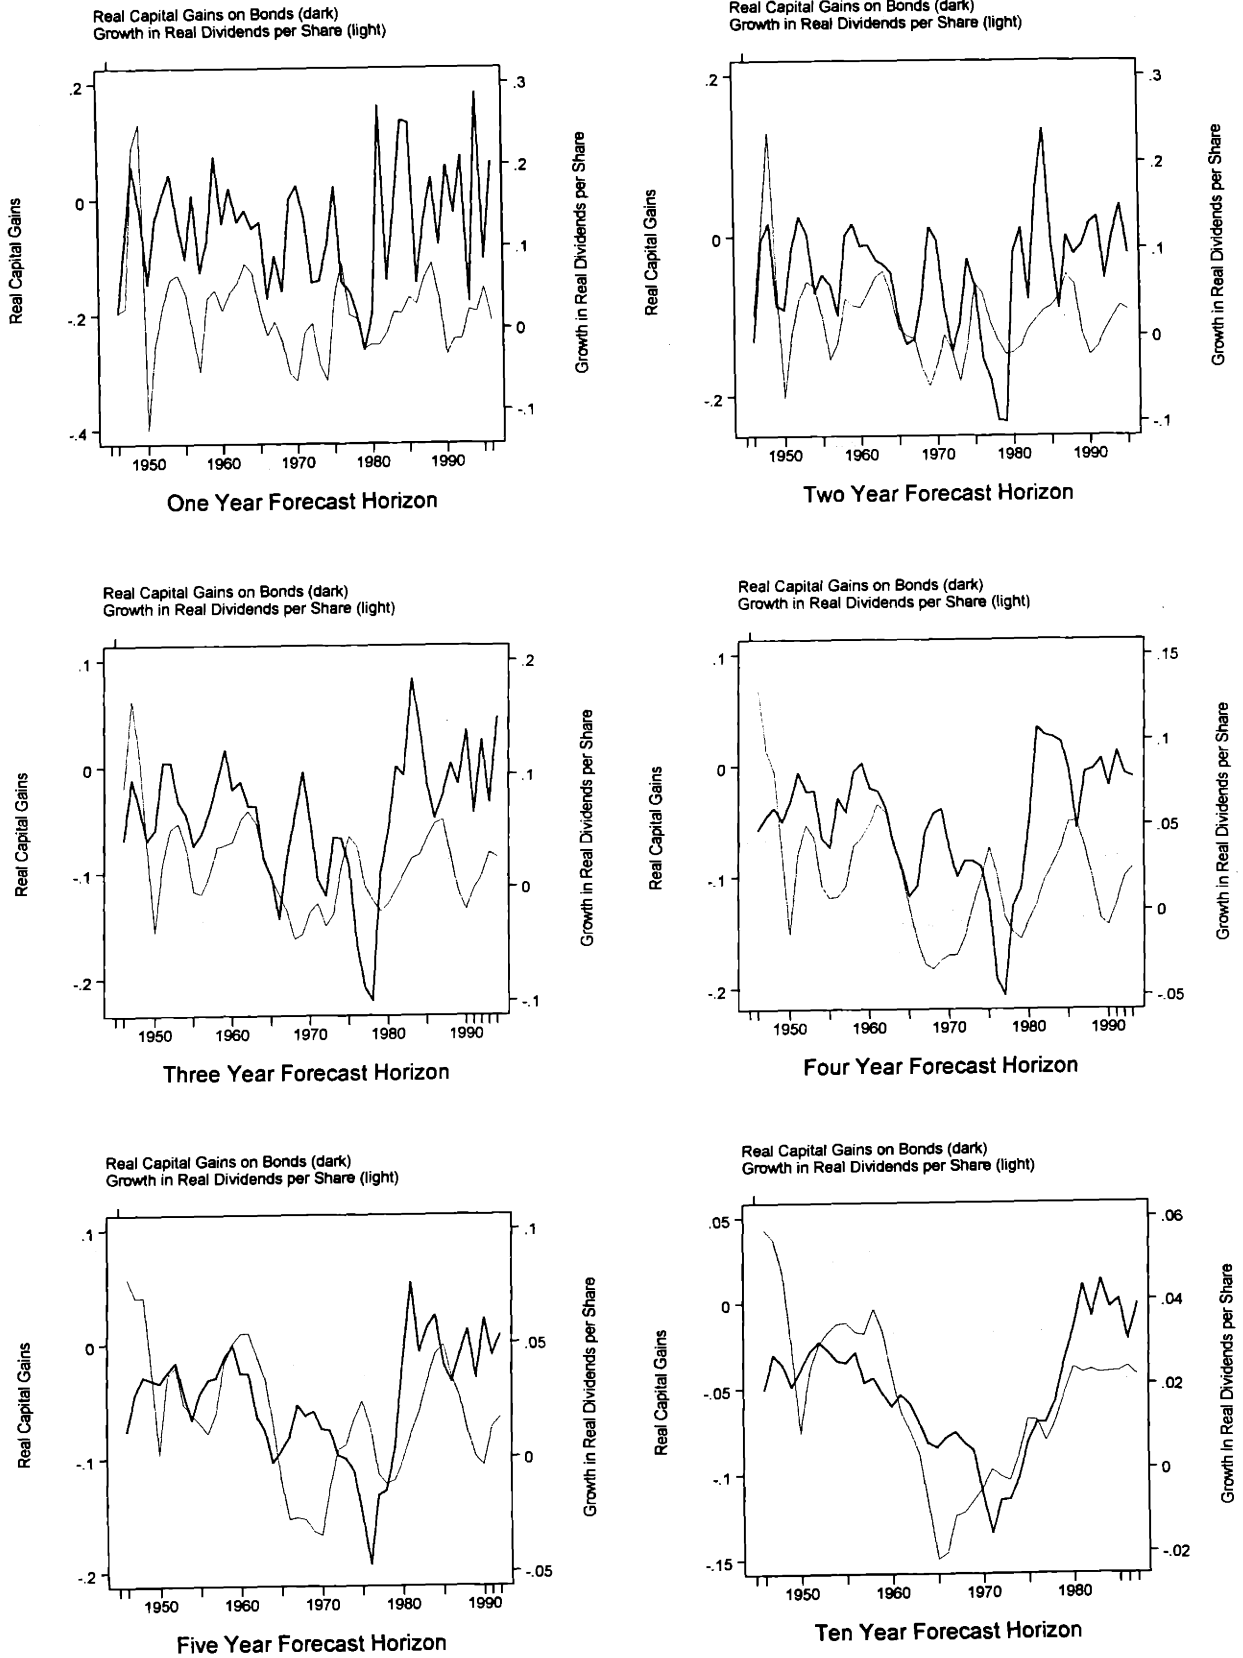 Real Capital Gains on Bonds (dark)
Growth in Real Dividends per Share (light)
.2
0
-.2
-.4
.3
.2
.1
0
-.1
Real Capital Gains
Growth in Real Dividends per Share
1950 1960 1970 1980 1990
One Year Forecast Horizon
Real Capital Gains on Bonds (dark)
Growth in Real Dividends per Share (light)
.2
0
-.2
.3
.2
.1
0
-.1
Real Capital Gains
Growth in Real Dividends per Share
1950 1960 1970 1980 1990
Two Year Forecast Horizon
Real Capital Gains on Bonds (dark)
Growth in Real Dividends per Share (light)
.1
0
-.1
-.2
.2
.1
0
-.1
Real Capital Gains
Growth in Real Dividends per Share
1950 1960 1970 1980 1990
Three Year Forecast Horizon
Real Capital Gains on Bonds (dark)
Growth in Real Dividends per Share (light)
.1
0
-.1
-.2
.15
.1
.05
0
-.05
Real Capital Gains
Growth in Real Dividends per Share
1950 1960 1970 1980 1990
Four Year Forecast Horizon
Real Capital Gains on Bonds (dark)
Growth in Real Dividends per Share (light)
.1
0
-.1
-.2
.1
.05
0
-.05
Real Capital Gains
Growth in Real Dividends per Share
1950 1960 1970 1980 1990
Five Year Forecast Horizon
Real Capital Gains on Bonds (dark)
Growth in Real Dividends per Share (light)
.05
0
-.05
-.1
-.15
.06
.04
.02
0
-.02
Real Capital Gains
Growth in Real Dividends per Share
1950 1960 1970 1980
Ten Year Forecast Horizon